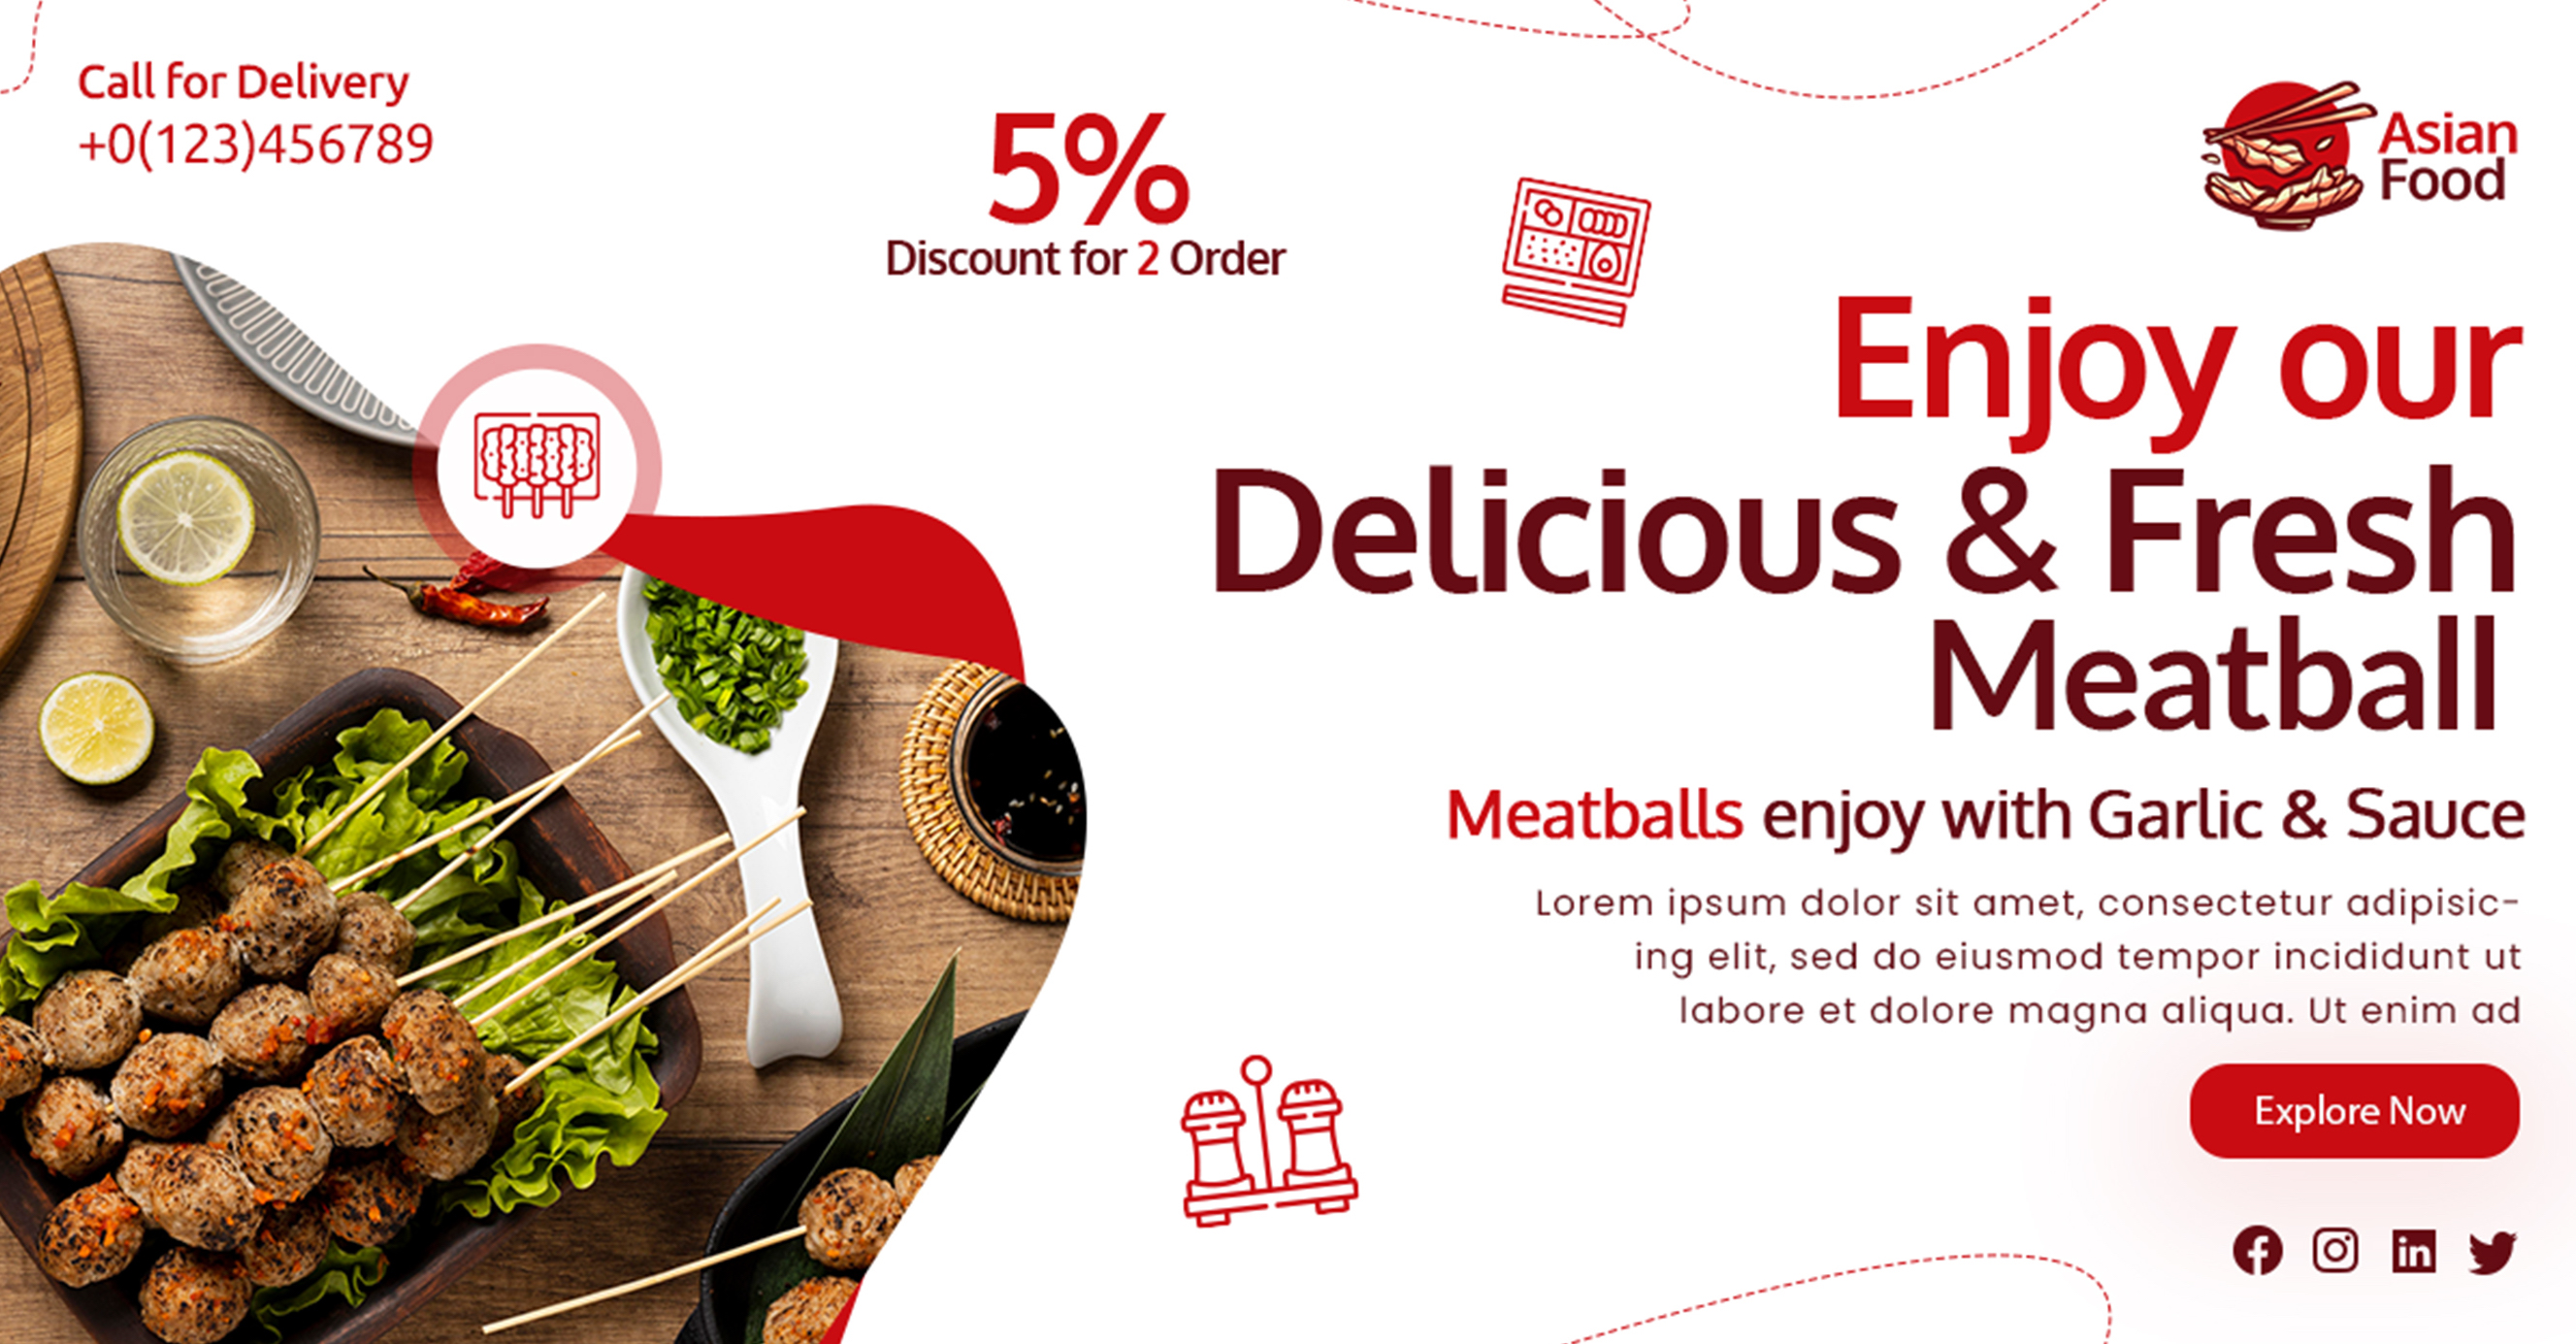 Call for Delivery
+0(123)456789
5%
Discount for 2 Order
Asian
Food
Enjoy our
Delicious & Fresh
Meatball
Meatballs enjoy with Garlic & Sauce
Lorem ipsum dolor sit amet, consectetur adipisic-
ing elit, sed do eiusmod tempor incididunt ut
labore et dolore magna aliqua. Ut enim ad
Explore Now